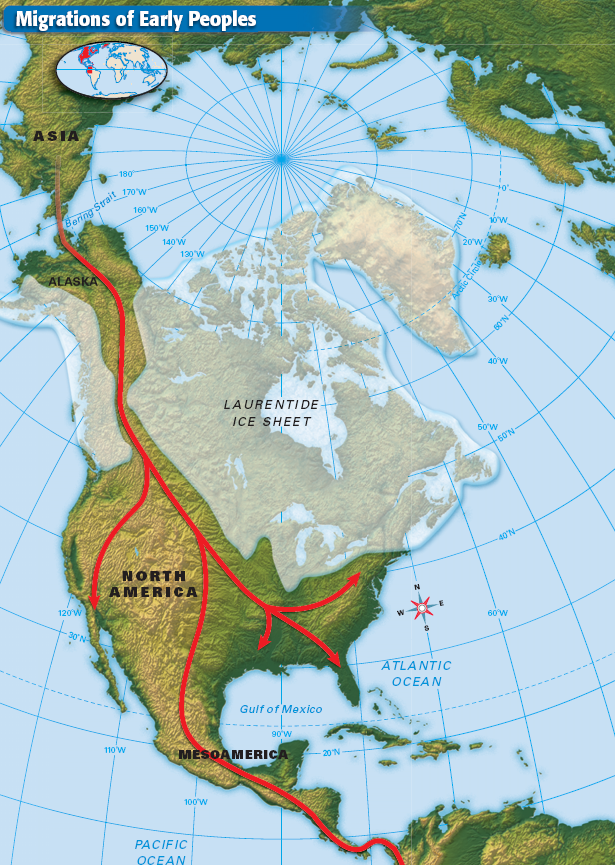 Migrations of Early Peoples
ASIA
180°
170°W
Bering Strait
160°W
150°W
140°W
130°W
0°
10°W
70°N
20°W
Arctic Circle
ALASKA
30°W
60°N
40°W
LAURENTIDE
ICE SHEET
50°W
50°N
40°N
NORTH
AMERICA
N
W
E
S
120°W
60°W
30°N
ATLANTIC
OCEAN
Gulf of Mexico
90°W
110°W
20°N
MESOAMERICA
100°W
PACIFIC
OCEAN